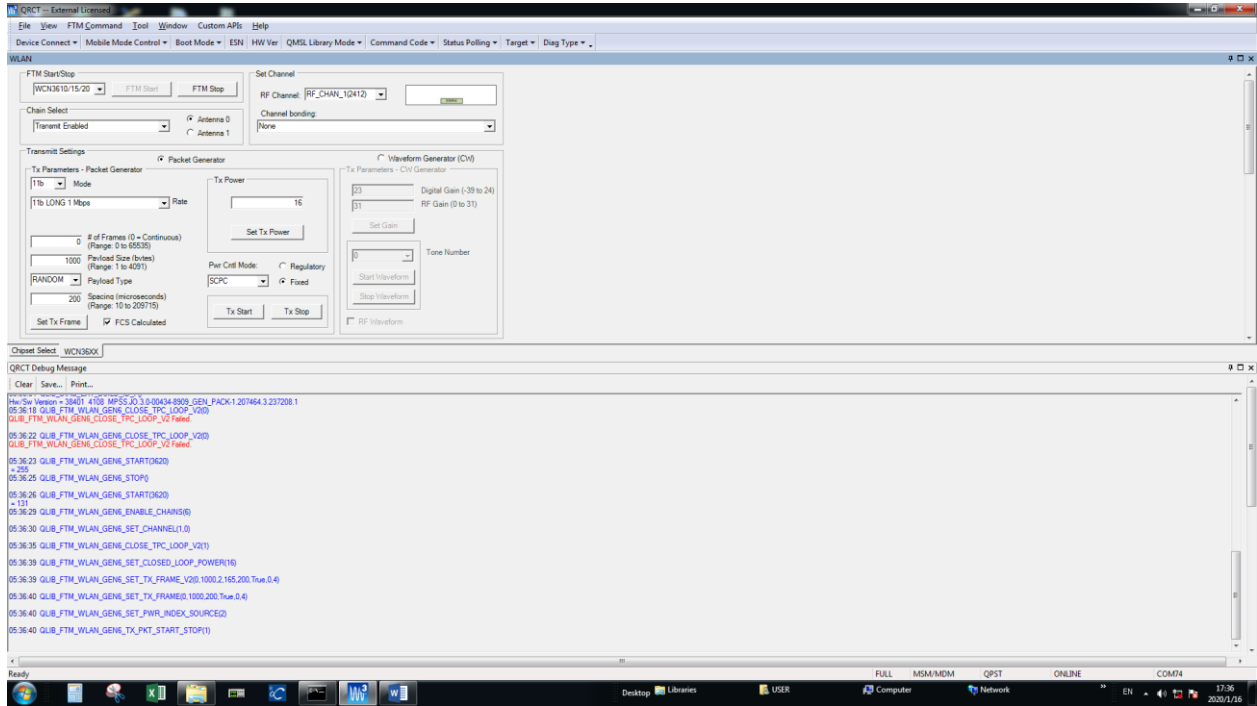 QRCT -- External Licensed
File View FTM Command Tool Window Custom APIs Help
Device Connect Mobile Mode Control Boot Mode ESN HW Ver QMSL Library Mode Command Code Status Polling Target Diag Type
WLAN
FTM Start/Stop
WCN3610/15/20 FTM Start FTM Stop
Set Channel
RF Channel: RF_CHAN_1(2412)
Channel bonding:
None
Chain Select
Transmit Enabled
Antenna 0
Antenna 1
Transmitt Settings
Packet Generator
Waveform Generator (CW)
Tx Parameters - Packet Generator
11b Mode
11b LONG 1 Mbps Rate
0 # of Frames (0 = Continuous)
(Range: 0 to 65535)
1000 Payload Size (bytes)
(Range: 1 to 4091)
RANDOM Payload Type
200 Spacing (microseconds)
(Range: 10 to 209715)
Set Tx Frame FCS Calculated
Tx Power
16
Set Tx Power
Pwr Cntl Mode: Regulatory
SCPC Fixed
Tx Start Tx Stop
Tx Parameters - CW Generator
23 Digital Gain (-39 to 24)
31 RF Gain (0 to 31)
Set Gain
0 Tone Number
Start Waveform
Stop Waveform
RF Waveform
Chipset Select WCN36XX
QRCT Debug Message
Clear Save... Print...
Hw/Sw Version = 38401 4108 MPSS.JO.3.0-00434-8909_GEN_PACK-1.207464.3.237208.1
05:36:18 QLIB_FTM_WLAN_GEN6_CLOSE_TPC_LOOP_V2(0)
QLIB_FTM_WLAN_GEN6_CLOSE_TPC_LOOP_V2 Failed.
05:36:22 QLIB_FTM_WLAN_GEN6_CLOSE_TPC_LOOP_V2(0)
QLIB_FTM_WLAN_GEN6_CLOSE_TPC_LOOP_V2 Failed.
05:36:23 QLIB_FTM_WLAN_GEN6_START(3620)
= 255
05:36:25 QLIB_FTM_WLAN_GEN6_STOP()
05:36:26 QLIB_FTM_WLAN_GEN6_START(3620)
= 131
05:36:29 QLIB_FTM_WLAN_GEN6_ENABLE_CHAINS(6)
05:36:30 QLIB_FTM_WLAN_GEN6_SET_CHANNEL(1,0)
05:36:35 QLIB_FTM_WLAN_GEN6_CLOSE_TPC_LOOP_V2(1)
05:36:39 QLIB_FTM_WLAN_GEN6_SET_CLOSED_LOOP_POWER(16)
05:36:39 QLIB_FTM_WLAN_GEN6_SET_TX_FRAME_V2(0,1000,2,165,200,True,0,4)
05:36:40 QLIB_FTM_WLAN_GEN6_SET_TX_FRAME(0,1000,200,True,0,4)
05:36:40 QLIB_FTM_WLAN_GEN6_SET_PWR_INDEX_SOURCE(2)
05:36:40 QLIB_FTM_WLAN_GEN6_TX_PKT_START_STOP(1)
Ready FULL MSM/MDM QPST ONLINE COM74
Desktop Libraries USER Computer Network EN 17:36
2020/1/16